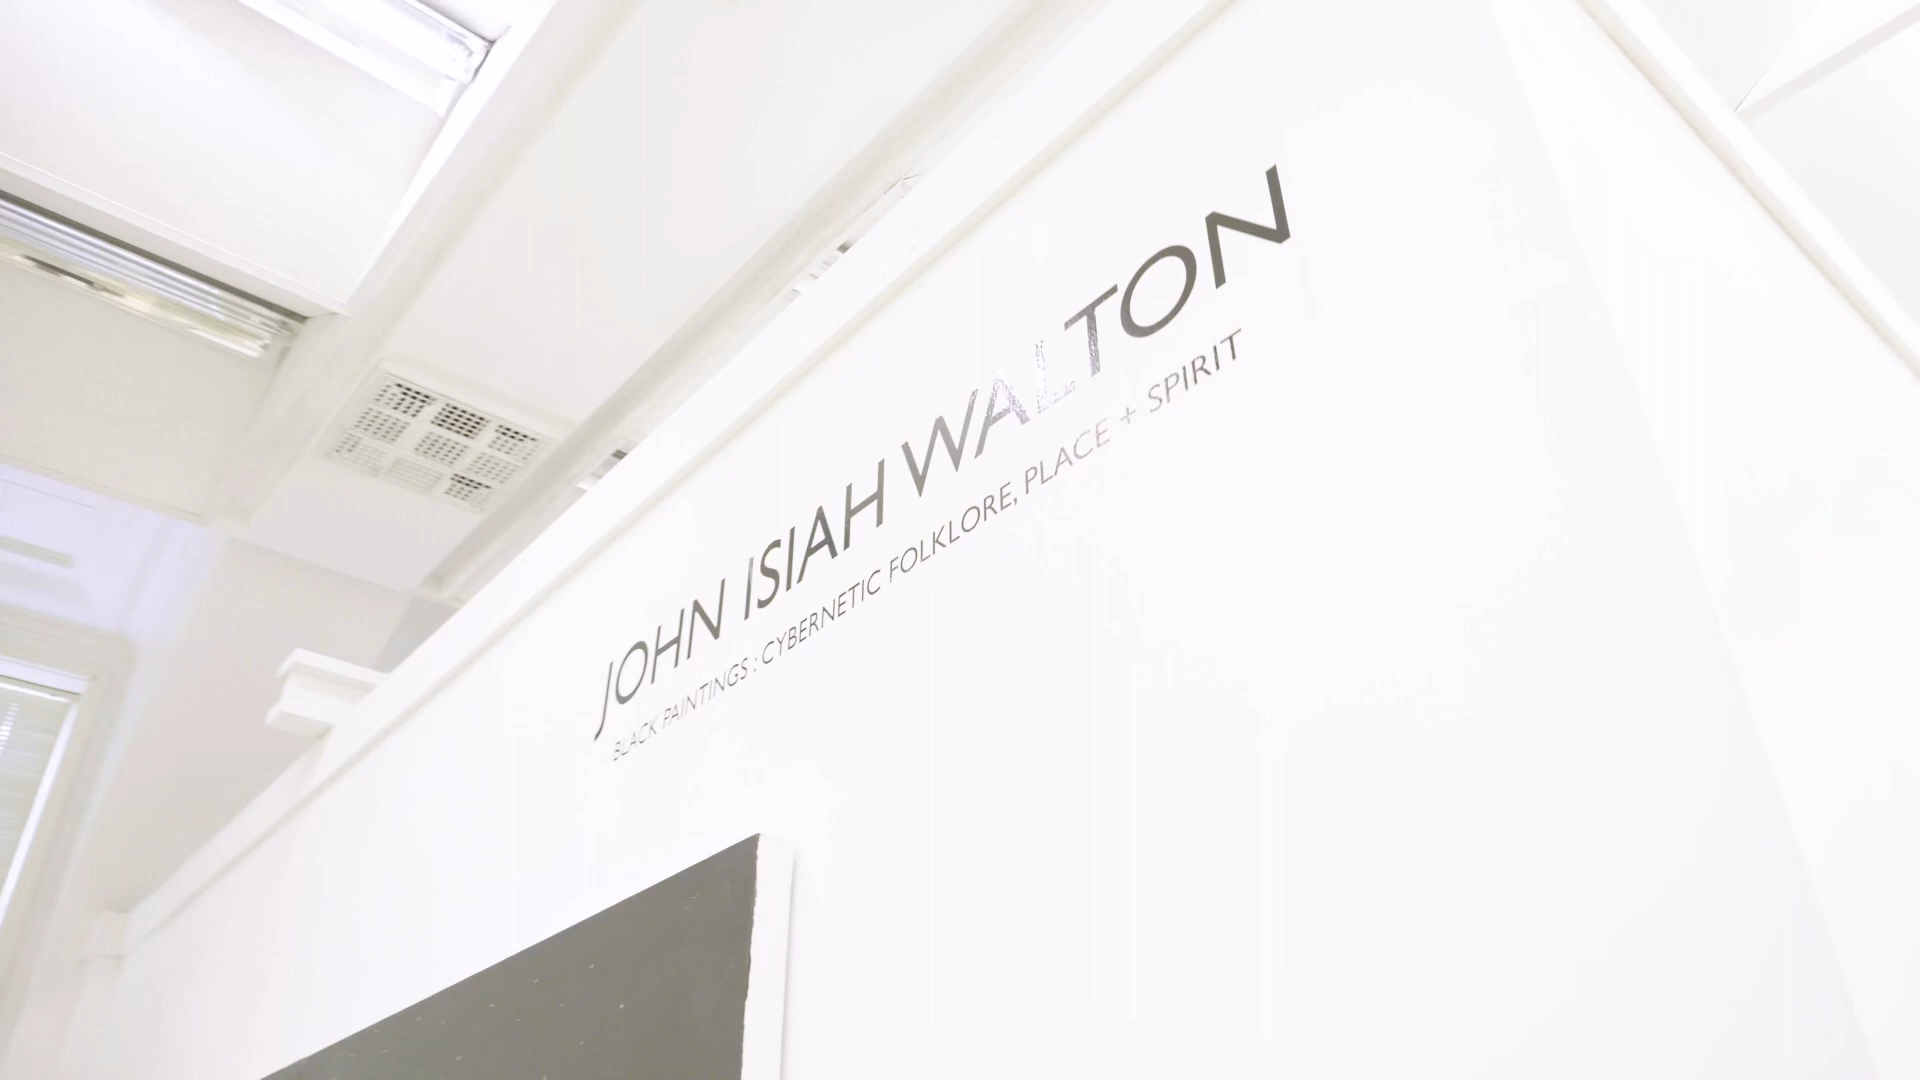 JOHN ISIAH WALTON
BLACK PAINTINGS : CYBERNETIC FOLKLORE, PLACE + SPIRIT